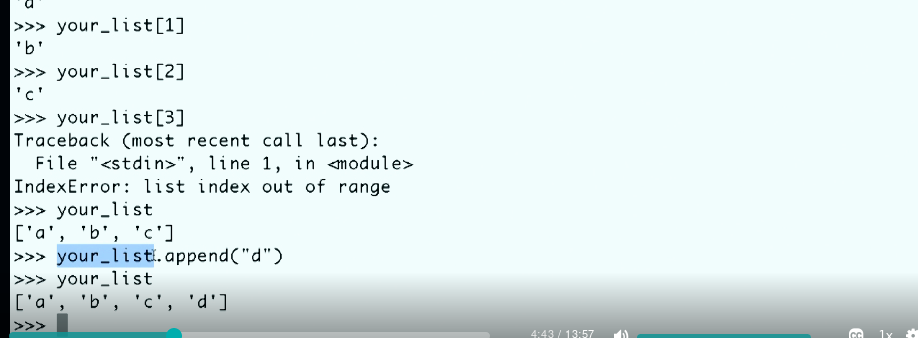 'a'
>>> your_list[1]
'b'
>>> your_list[2]
'c'
>>> your_list[3]
Traceback (most recent call last):
  File "<stdin>", line 1, in <module>
IndexError: list index out of range
>>> your_list
['a', 'b', 'c']
>>> your_list.append("d")
>>> your_list
['a', 'b', 'c', 'd']
>>>
4:43 / 13:57
CC
1x